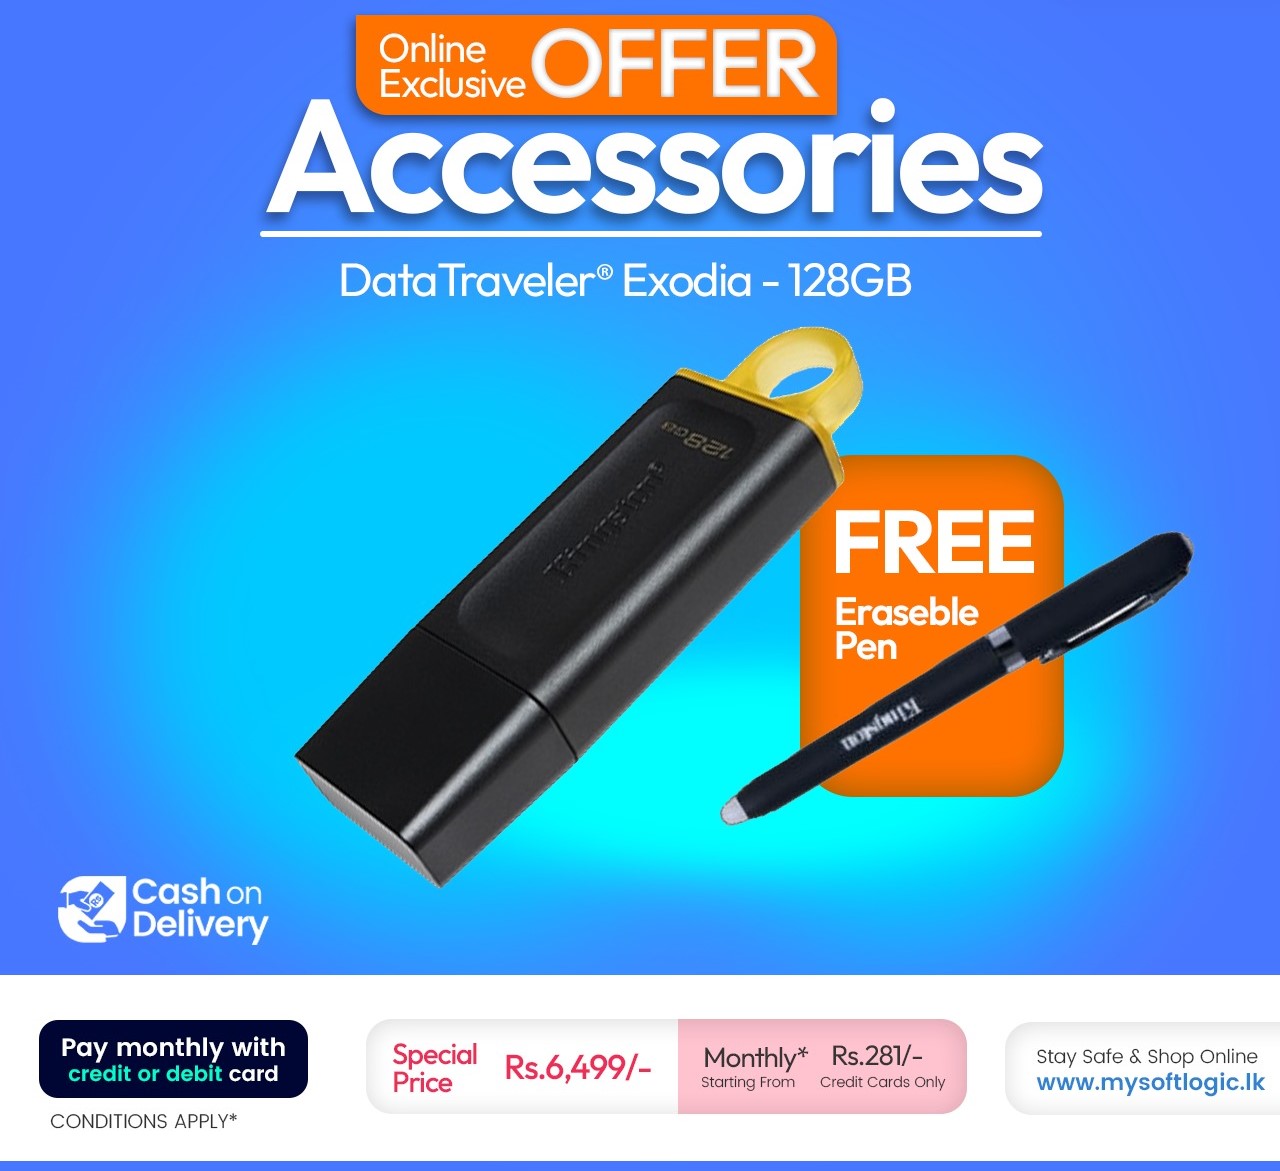 Online
Exclusive OFFER
Accessories
DataTraveler® Exodia - 128GB
128GB
Kingston
FREE
Eraseble
Pen
Kingston
Cash on
Delivery
Pay monthly with
credit or debit card
CONDITIONS APPLY*
Special
Price
Rs.6,499/-
Monthly*
Starting From
Rs.281/-
Credit Cards Only
Stay Safe & Shop Online
www.mysoftlogic.lk